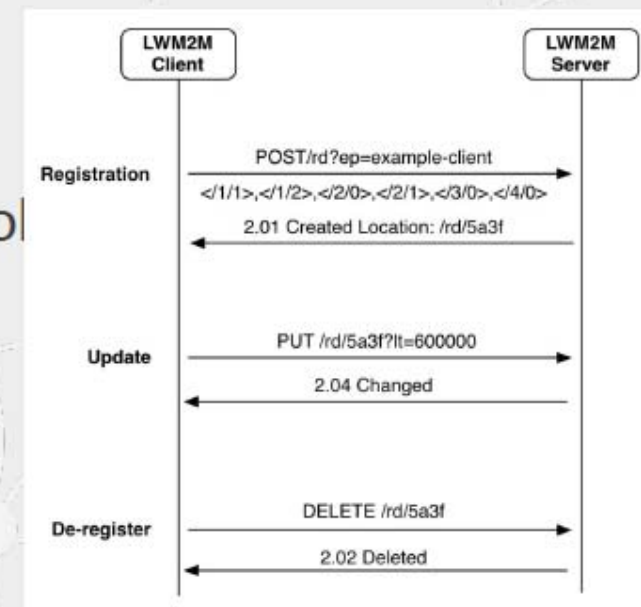 LWM2M
Client
LWM2M
Server
Registration
POST/rd?ep=example-client
</1/1>,</1/2>,</2/0>,</2/1>,</3/0>,</4/0>
2.01 Created Location: /rd/5a3f
Update
PUT /rd/5a3f?lt=600000
2.04 Changed
De-register
DELETE /rd/5a3f
2.02 Deleted